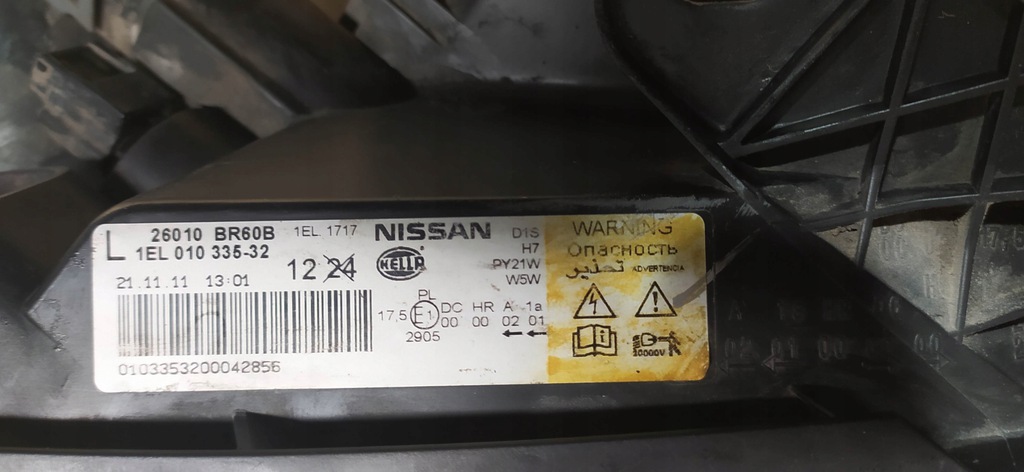 L 26010 BR60B
1EL 010 335-32
1EL 1717
NISSAN
HELLA
12 24
21.11.11 13:01
0103353200042856
D1S
H7
PY21W
W5W
PL
17,5 E1 DC HR A 1a
00 00 02 01
2905
WARNING
Опасность
تحذير ADVERTENCIA
20000V